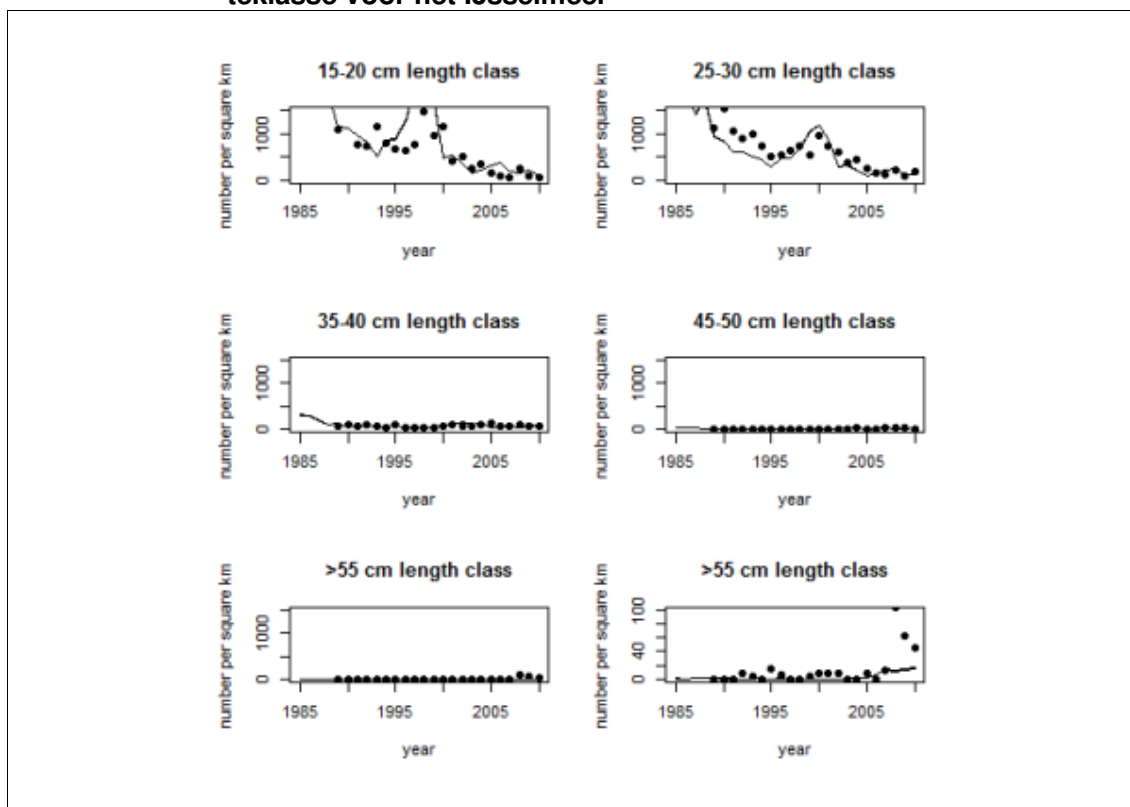 15-20 cm length class
25-30 cm length class
number per square km
1000
0
1985
1995
2005
year
number per square km
1000
0
1985
1995
2005
year
35-40 cm length class
45-50 cm length class
number per square km
1000
0
1985
1995
2005
year
number per square km
1000
0
1985
1995
2005
year
>55 cm length class
>55 cm length class
number per square km
1000
0
1985
1995
2005
year
number per square km
100
40
0
1985
1995
2005
year